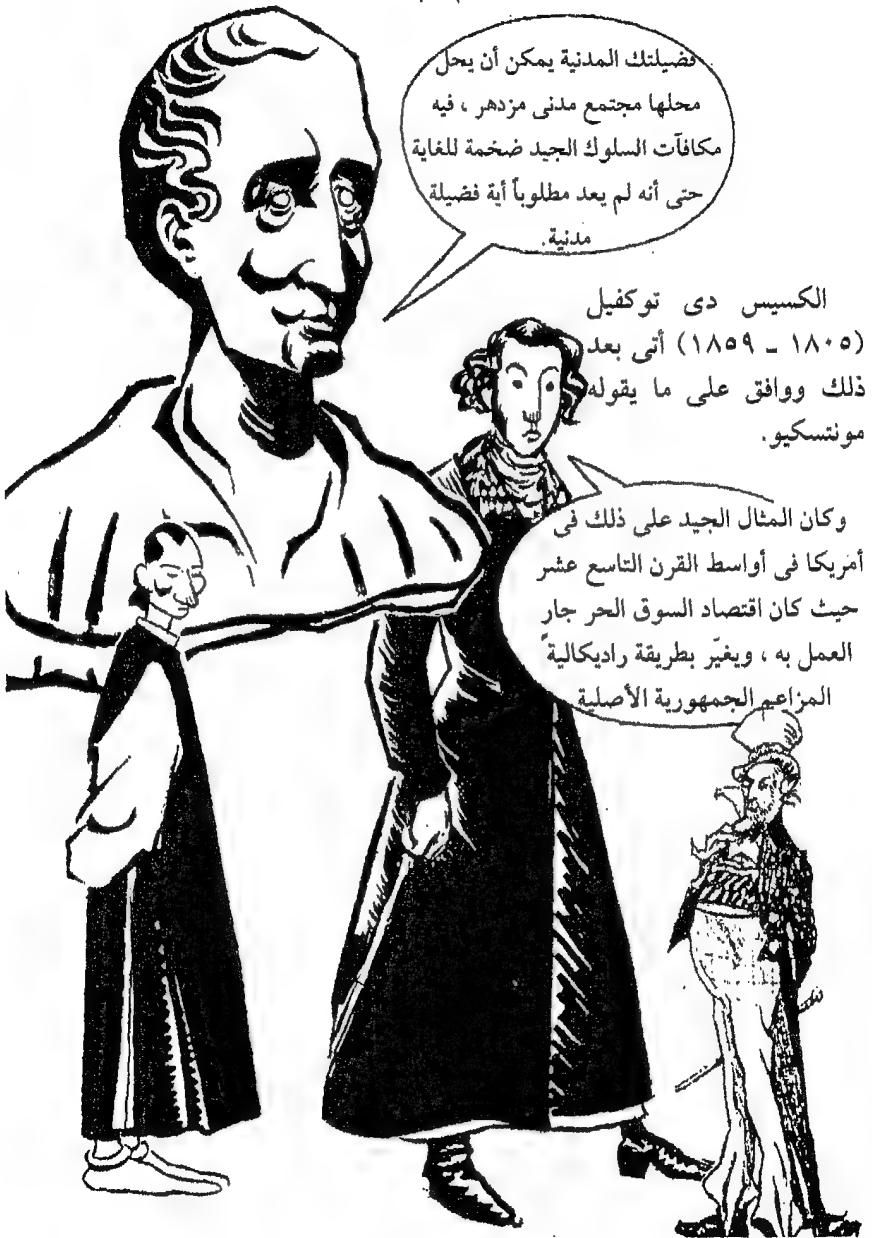 فضيلتك المدنية يمكن أن يحل
محلها مجتمع مدنى مزدهر ، فيه
مكافآت السلوك الجيد ضخمة للغاية
حتى أنه لم يعد مطلوباً أية فضيلة
مدنية.
الكسيس دى توكفيل
(١٨٠٥ ـ ١٨٥٩) أتى بعد
ذلك ووافق على ما يقوله
مونتسكيو.
وكان المثال الجيد على ذلك فى
أمريكا فى أواسط القرن التاسع عشر
حيث كان اقتصاد السوق الحر جار
العمل به ، ويغيّر بطريقة راديكالية
المزاعم الجمهورية الأصلية